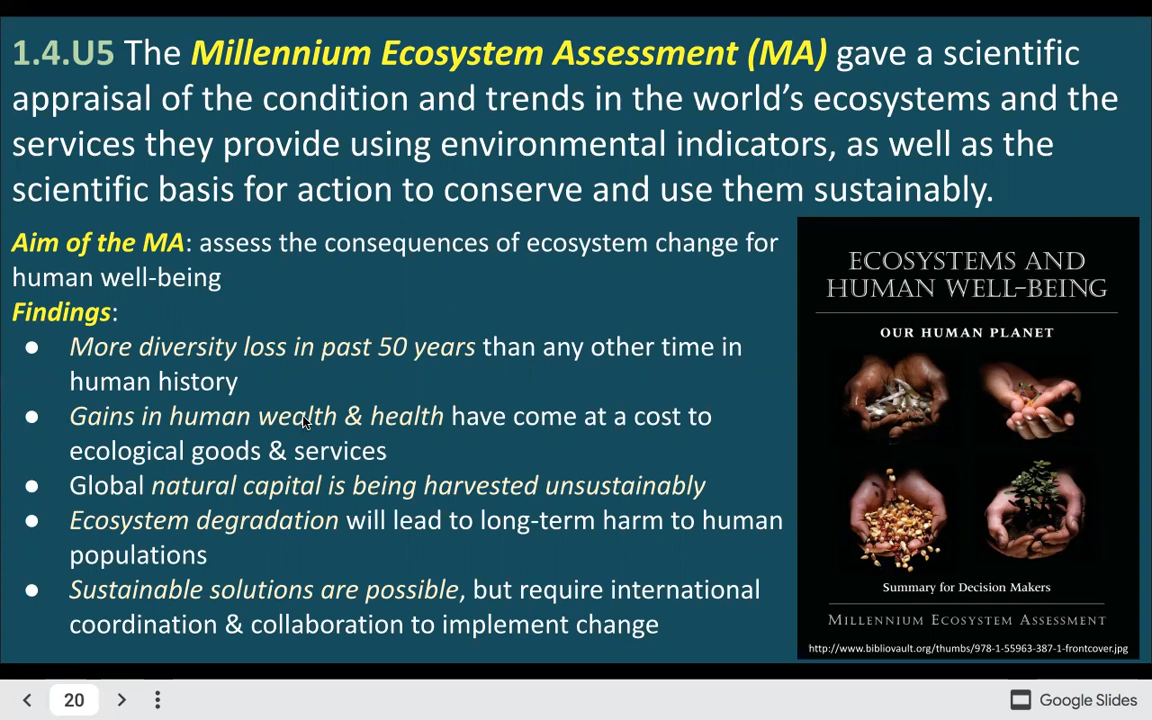 1.4.U5 The Millennium Ecosystem Assessment (MA) gave a scientific
appraisal of the condition and trends in the world’s ecosystems and the
services they provide using environmental indicators, as well as the
scientific basis for action to conserve and use them sustainably.
Aim of the MA: assess the consequences of ecosystem change for
human well-being
Findings:
● More diversity loss in past 50 years than any other time in
human history
● Gains in human wealth & health have come at a cost to
ecological goods & services
● Global natural capital is being harvested unsustainably
● Ecosystem degradation will lead to long-term harm to human
populations
● Sustainable solutions are possible, but require international
coordination & collaboration to implement change
ECOSYSTEMS AND
HUMAN WELL-BEING
OUR HUMAN PLANET
Summary for Decision Makers
MILLENNIUM ECOSYSTEM ASSESSMENT
http://www.bibliovault.org/thumbs/978-1-55963-387-1-frontcover.jpg
20
Google Slides